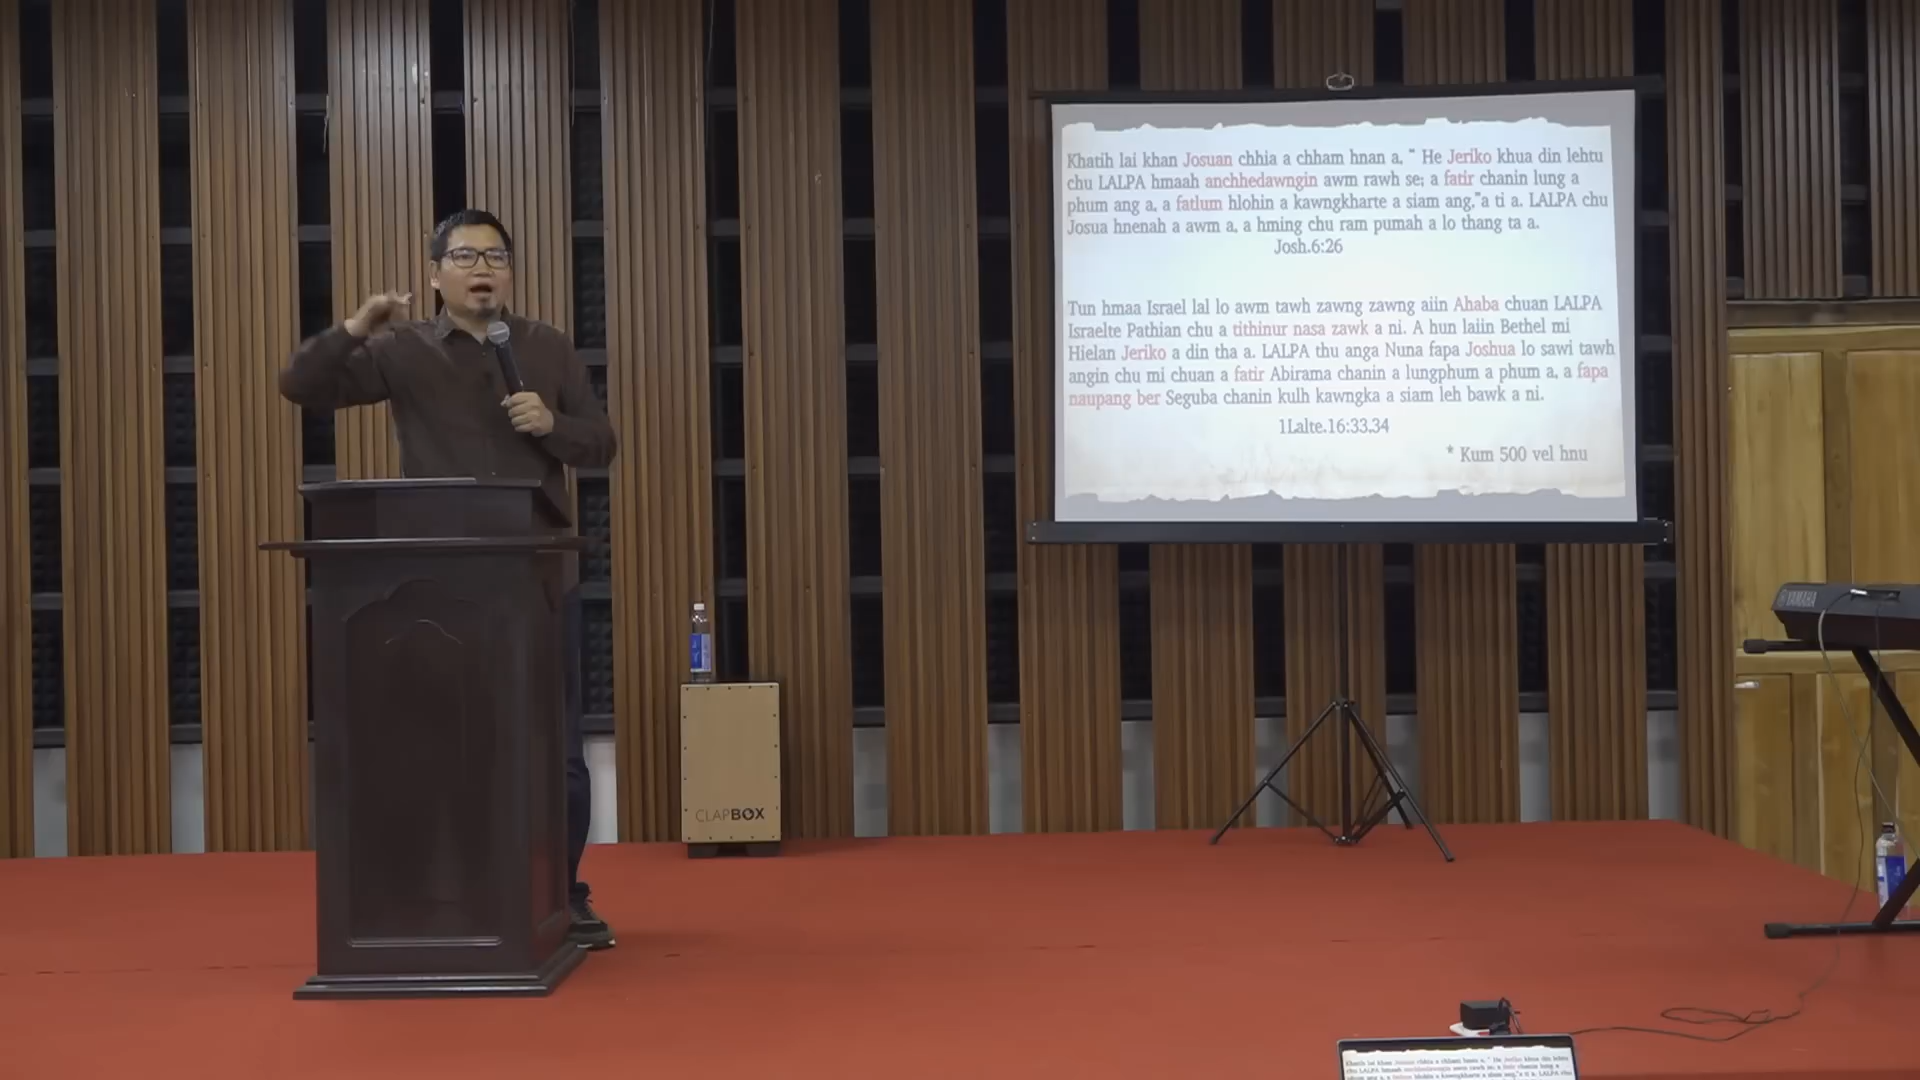 Khatih lai khan Josuan chhia a chham hnan a, " He Jeriko khua din lehtu
chu LALPA hmaah anchhedawngin awm rawh se; a fatir chanin lung a
phum ang a, a fatlum hlohin a kawngkharte a siam ang,"a ti a. LALPA chu
Josua hnenah a awm a, a hming chu ram pumah a lo thang ta a.
Josh.6:26
Tun hmaa Israel lal lo awm tawh zawng zawng aiin Ahaba chuan LALPA
Israelte Pathian chu a tithinur nasa zawk a ni. A hun laiin Bethel mi
Hielan Jeriko a din tha a. LALPA thu anga Nuna fapa Joshua lo sawi tawh
angin chu mi chuan a fatir Abirama chanin a lungphum a phum a, a fapa
naupang ber Seguba chanin kulh kawngka a siam leh bawk a ni.
1Lalte.16:33.34
* Kum 500 vel hnu
YAMAHA
CLAPBOX